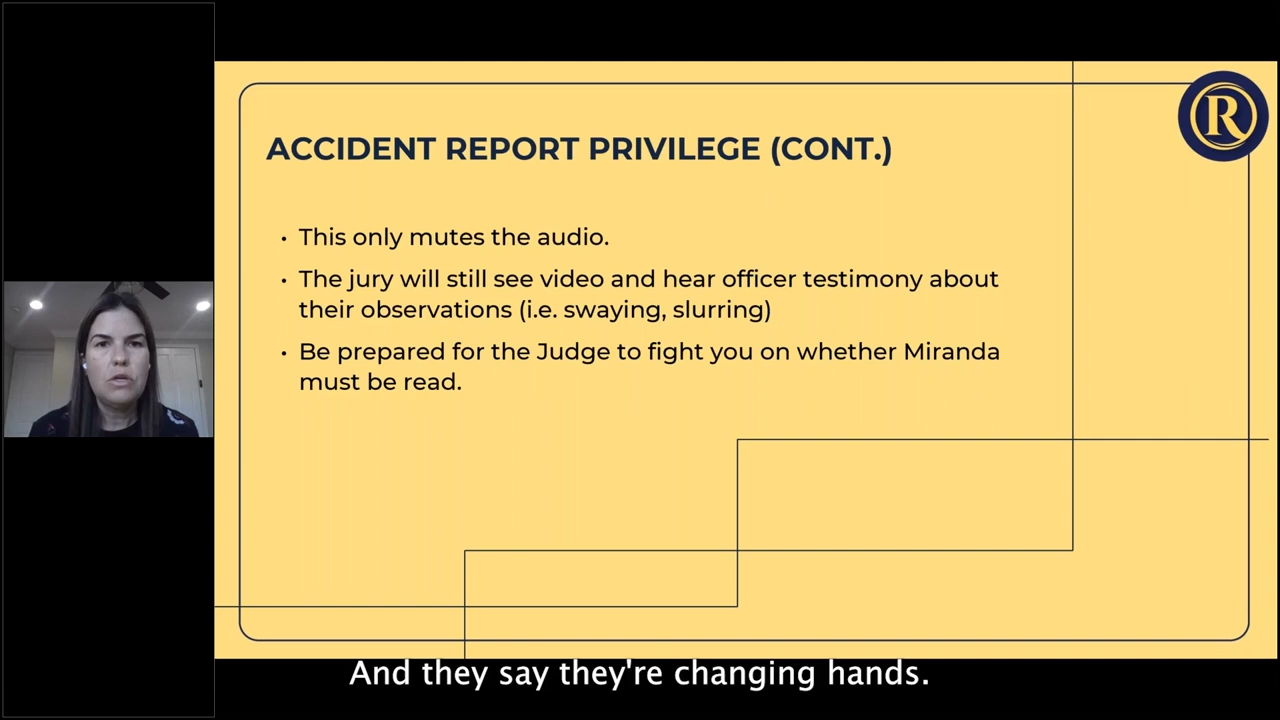 R
ACCIDENT REPORT PRIVILEGE (CONT.)
• This only mutes the audio.
• The jury will still see video and hear officer testimony about
their observations (i.e. swaying, slurring)
• Be prepared for the Judge to fight you on whether Miranda
must be read.
And they say they're changing hands.